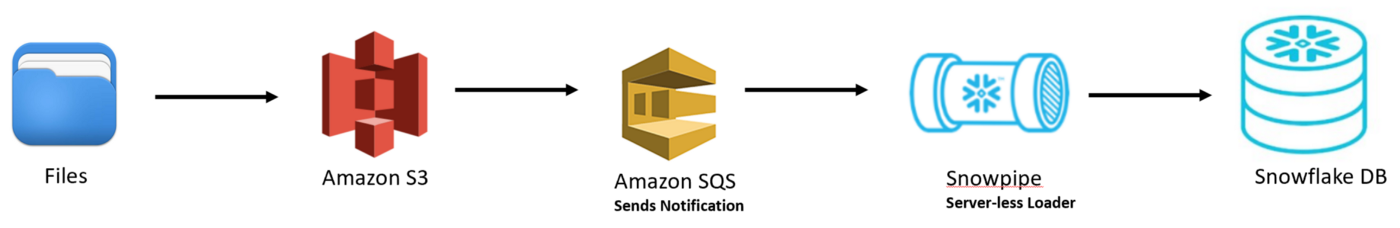 Files
Amazon S3
Amazon SQS
Sends Notification
Snowpipe
Server-less Loader
Snowflake DB